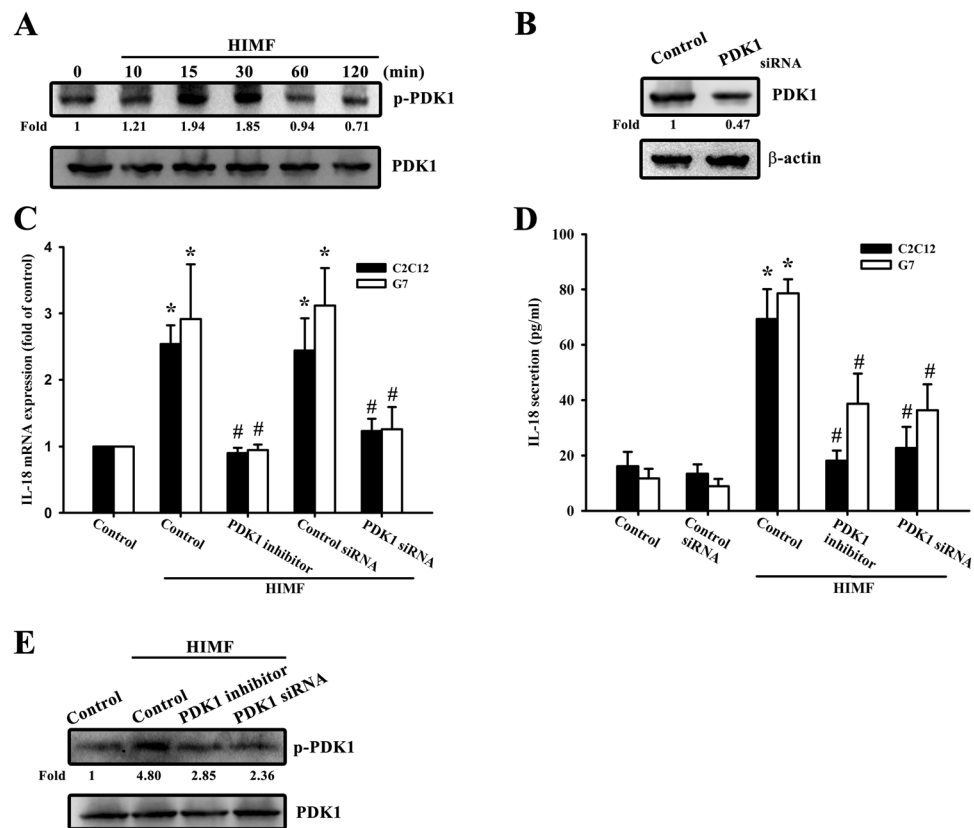 A
HIMF
0 10 15 30 60 120 (min)
p-PDK1
Fold 1 1.21 1.94 1.85 0.94 0.71
PDK1
B
Control PDK1 siRNA
PDK1
Fold 1 0.47
β-actin
C
IL-18 mRNA expression (fold of control)
4
3
2
1
0
C2C12
G7
* * * *
# # # #
Control Control PDK1 inhibitor Control siRNA PDK1 siRNA
HIMF
D
IL-18 secretion (pg/ml)
100
80
60
40
20
0
C2C12
G7
* *
# # # #
Control Control siRNA Control PDK1 inhibitor PDK1 siRNA
HIMF
E
HIMF
Control Control PDK1 inhibitor PDK1 siRNA
p-PDK1
Fold 1 4.80 2.85 2.36
PDK1